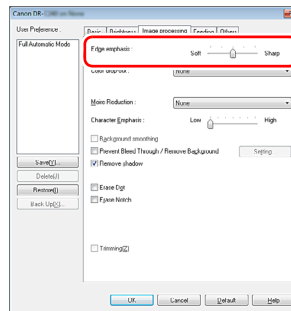 Canon DR-
User Preference :
Full Automatic Mode
Save(Y)...
Delete(J)
Restore(I)
Back Up(X)...
Basic Brightness Image processing Feeding Others
Edge emphasis : Soft Sharp
Color drop-out : None
Moire Reduction : None
Character Emphasis : Low High
Background smoothing
Prevent Bleed Through / Remove Background Setting
Remove shadow
Erase Dot
Erase Notch
Trimming(Z)
OK Cancel Default Help